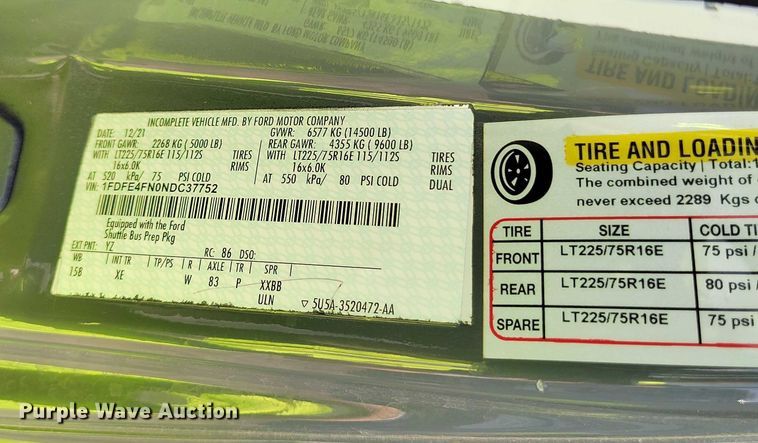 INCOMPLETE VEHICLE MFD. BY FORD MOTOR COMPANY
DATE: 12/21 GVWR: 6577 KG (14500 LB)
FRONT GAWR: 2268 KG (5000 LB) REAR GAWR: 4355 KG (9600 LB)
WITH LT225/75R16E 115/112S TIRES WITH LT225/75R16E 115/112S TIRES
16x6.0K RIMS 16x6.0K RIMS
AT 520 kPa/ 75 PSI AT 550 kPa/ 80 PSI DUAL
VIN: 1FDFE4FN0NDC37752
Equipped with the Ford
Shuttle Bus Prep Pkg
EXT PNT: YZ RC: 86 DSO:
WB INT TR TP/PS R AXLE TR SPR
158 XE W 83 P XXBB
ULN 5U5A-3520472-AA
TIRE AND LOADIN
Seating Capacity | Total:1
The combined weight of
never exceed 2289 Kgs o
TIRE SIZE COLD TI
FRONT LT225/75R16E 75 psi /
REAR LT225/75R16E 80 psi /
SPARE LT225/75R16E 75 psi
TIRE AND LOADIN
Purple Wave Auction